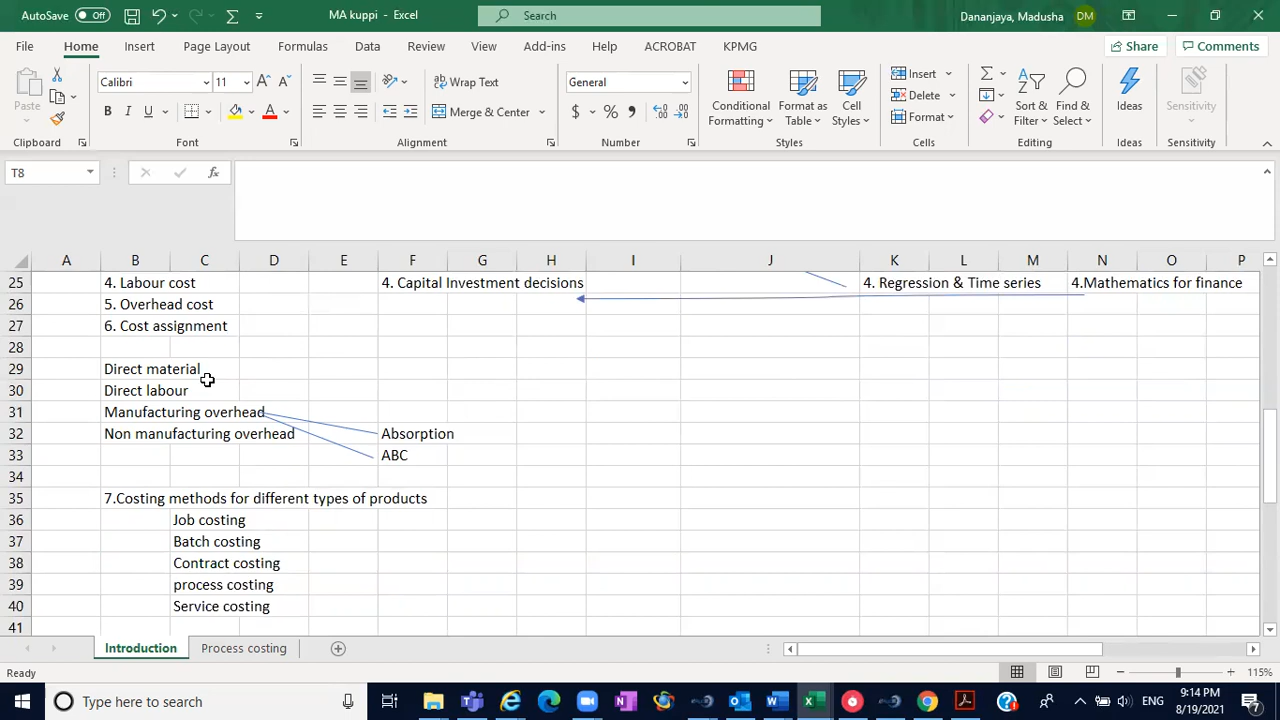 AutoSave Off MA kuppi - Excel Search Dananjaya, Madusha DM
File Home Insert Page Layout Formulas Data Review View Add-ins Help ACROBAT KPMG Share Comments
Paste Calibri 11 A A Wrap Text General Conditional Formatting Format as Table Cell Styles Insert Sort & Filter Find & Select Ideas Sensitivity
B I U A Merge & Center $ % Delete
Format
Clipboard Font Alignment Number Styles Cells Editing Ideas Sensitivity
T8 fx
A B C D E F G H I J K L M N O P
25 4. Labour cost 4. Capital Investment decisions 4. Regression & Time series 4.Mathematics for finance
26 5. Overhead cost
27 6. Cost assignment
28
29 Direct material
30 Direct labour
31 Manufacturing overhead
32 Non manufacturing overhead Absorption
33 ABC
34
35 7.Costing methods for different types of products
36 Job costing
37 Batch costing
38 Contract costing
39 process costing
40 Service costing
41
Introduction Process costing
Ready 115%
Type here to search ENG 9:14 PM
8/19/2021 7